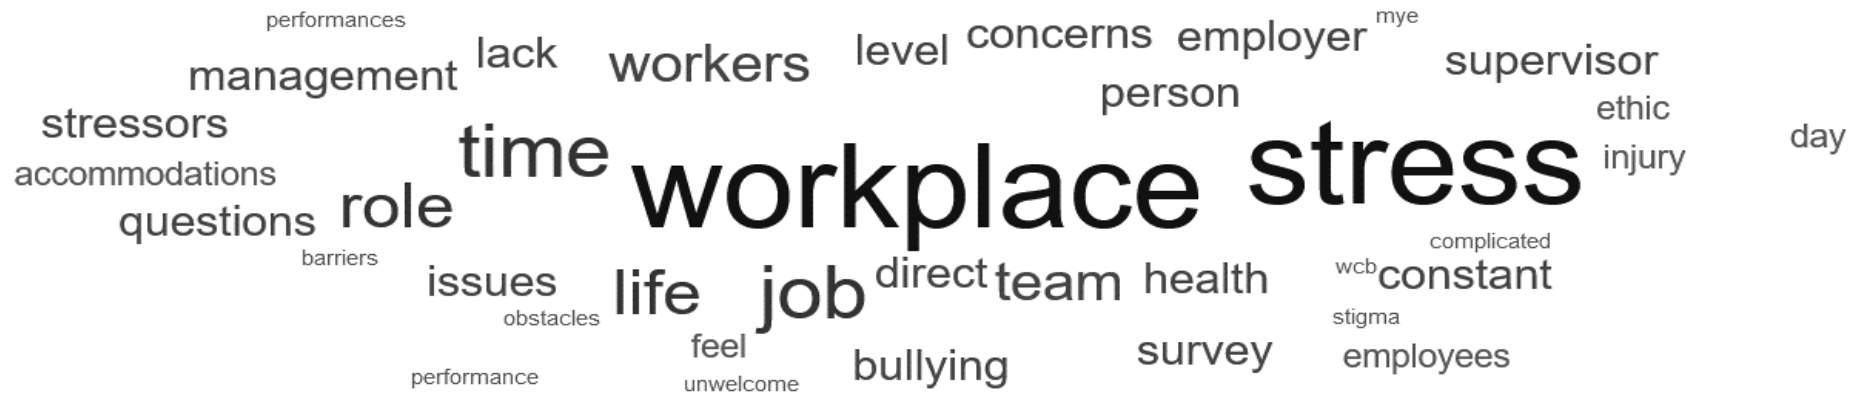 performances
mye
lack
workers
level
concerns
employer
management
supervisor
person
stressors
ethic
time
workplace
stress
day
accommodations
injury
questions
role
barriers
complicated
issues
life
job
direct
team
health
wcb
constant
obstacles
stigma
feel
bullying
survey
employees
performance
unwelcome